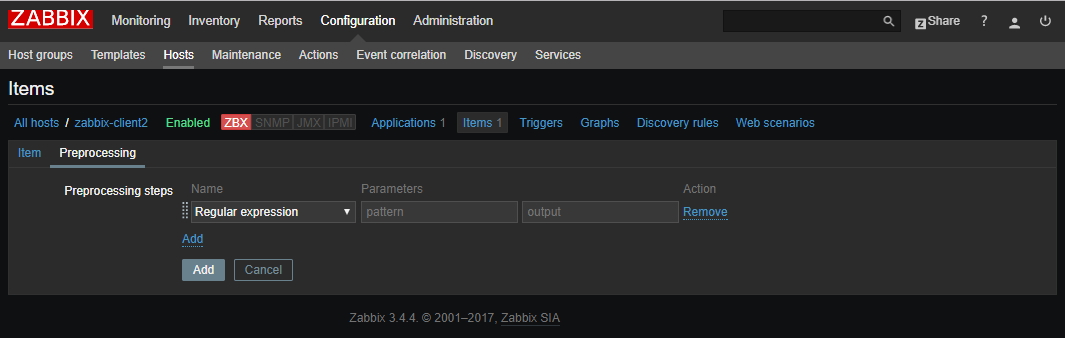 ZABBIX Monitoring Inventory Reports Configuration Administration Z Share ?
Host groups Templates Hosts Maintenance Actions Event correlation Discovery Services
Items
All hosts / zabbix-client2 Enabled ZBX SNMP JMX IPMI Applications 1 Items 1 Triggers Graphs Discovery rules Web scenarios
Item Preprocessing
Preprocessing steps Name Parameters Action
Regular expression pattern output Remove
Add
Add Cancel
Zabbix 3.4.4. © 2001–2017, Zabbix SIA